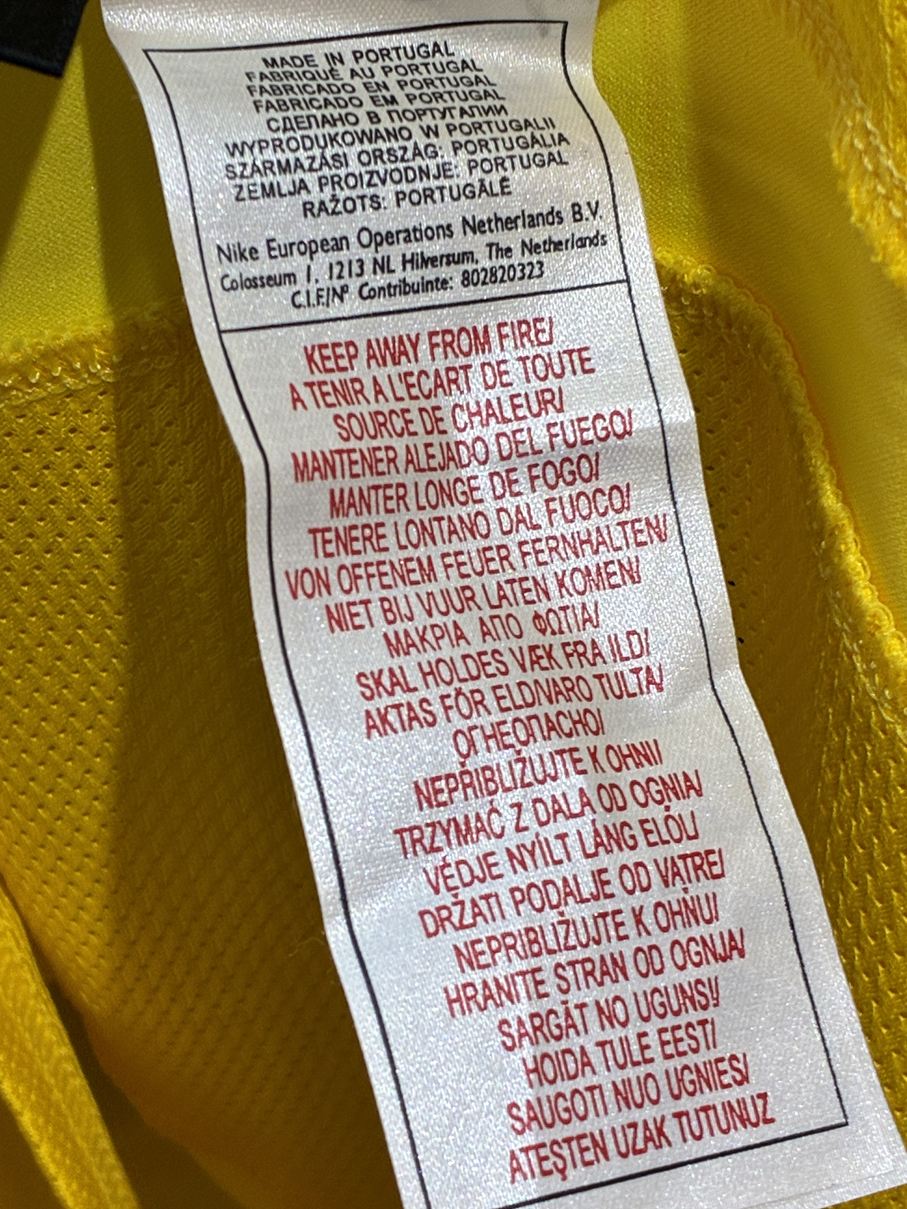 MADE IN PORTUGAL
FABRIQUÉ AU PORTUGAL
FABRICADO EN PORTUGAL
FABRICADO EM PORTUGAL
СДЕЛАНО В ПОРТУГАЛИИ
WYPRODUKOWANO W PORTUGALII
SZÁRMAZÁSI ORSZÁG: PORTUGÁLIA
ZEMLJA PROIZVODNJE: PORTUGAL
RAŽOTS: PORTUGĀLĒ
Nike European Operations Netherlands B.V.
Colosseum 1, 1213 NL Hilversum, The Netherlands
C.I.F./Nº Contribuinte: 802820323
KEEP AWAY FROM FIRE/
A TENIR A L'ECART DE TOUTE
SOURCE DE CHALEUR/
MANTENER ALEJADO DEL FUEGO/
MANTER LONGE DE FOGO/
TENERE LONTANO DAL FUOCO/
VON OFFENEM FEUER FERNHALTEN/
NIET BIJ VUUR LATEN KOMEN/
ΜΑΚΡΙΑ ΑΠΟ ΦΩΤΙΑ/
SKAL HOLDES VÆK FRA ILD/
AKTAS FÖR ELD/VARO TULTA/
ОГНЕОПАСНО/
NEPŘIBLIŽUJTE K OHNI/
TRZYMAĆ Z DALA OD OGNIA/
VÉDJE NYÍLT LÁNG ELŐL/
DRŽATI PODALJE OD VATRE/
NEPRIBLIŽUJTE K OHŇU/
HRANITE STRAN OD OGNJA/
SARGĀT NO UGUNS!/
HOIDA TULE EEST/
SAUGOTI NUO UGNIES/
ATEŞTEN UZAK TUTUNUZ